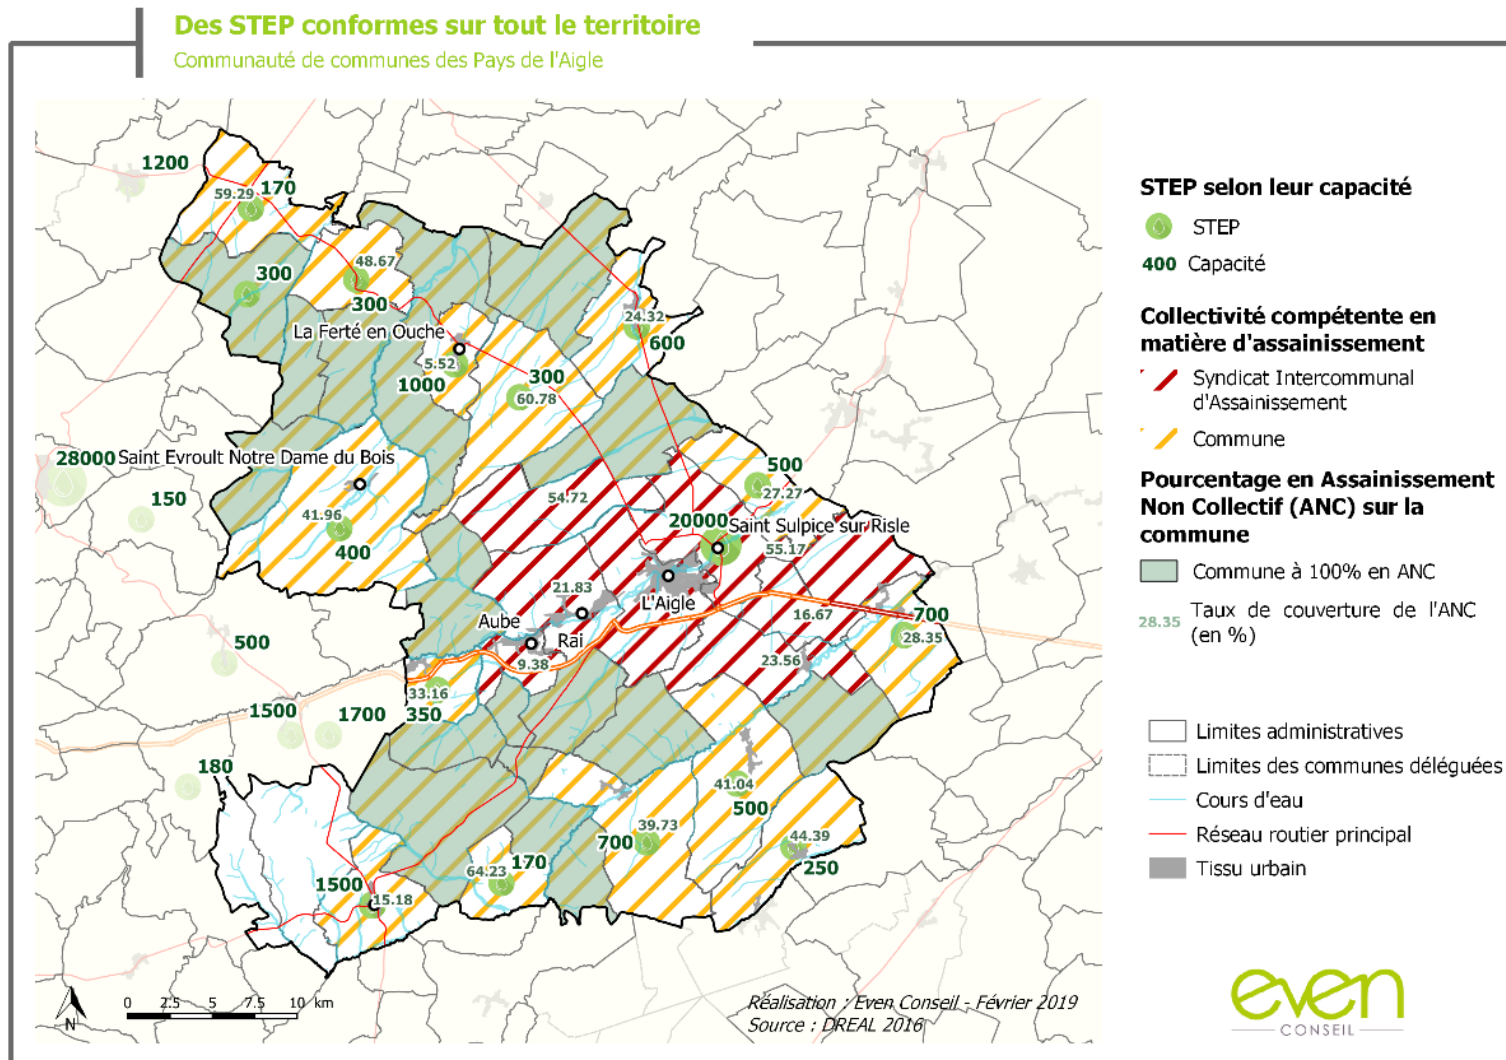 Des STEP conformes sur tout le territoire
Communauté de communes des Pays de l'Aigle
1200
59.29
170
300
48.67
300
La Ferté en Ouche
5.52
1000
300
60.78
24.32
600
28000
Saint Evroult Notre Dame du Bois
150
41.96
400
54.72
500
27.27
20000
Saint Sulpice sur Risle
55.17
21.83
L'Aigle
Aube
Rai
9.38
16.67
700
28.35
23.56
500
33.16
350
1500
1700
180
41.04
500
39.73
700
44.39
250
64.23
170
1500
15.18
0 2.5 5 7.5 10 km
N
Réalisation : Even Conseil - Février 2019
Source : DREAL 2016
STEP selon leur capacité
STEP
400 Capacité
Collectivité compétente en
matière d'assainissement
Syndicat Intercommunal
d'Assainissement
Commune
Pourcentage en Assainissement
Non Collectif (ANC) sur la
commune
Commune à 100% en ANC
28.35 Taux de couverture de l'ANC
(en %)
Limites administratives
Limites des communes déléguées
Cours d'eau
Réseau routier principal
Tissu urbain
even
CONSEIL